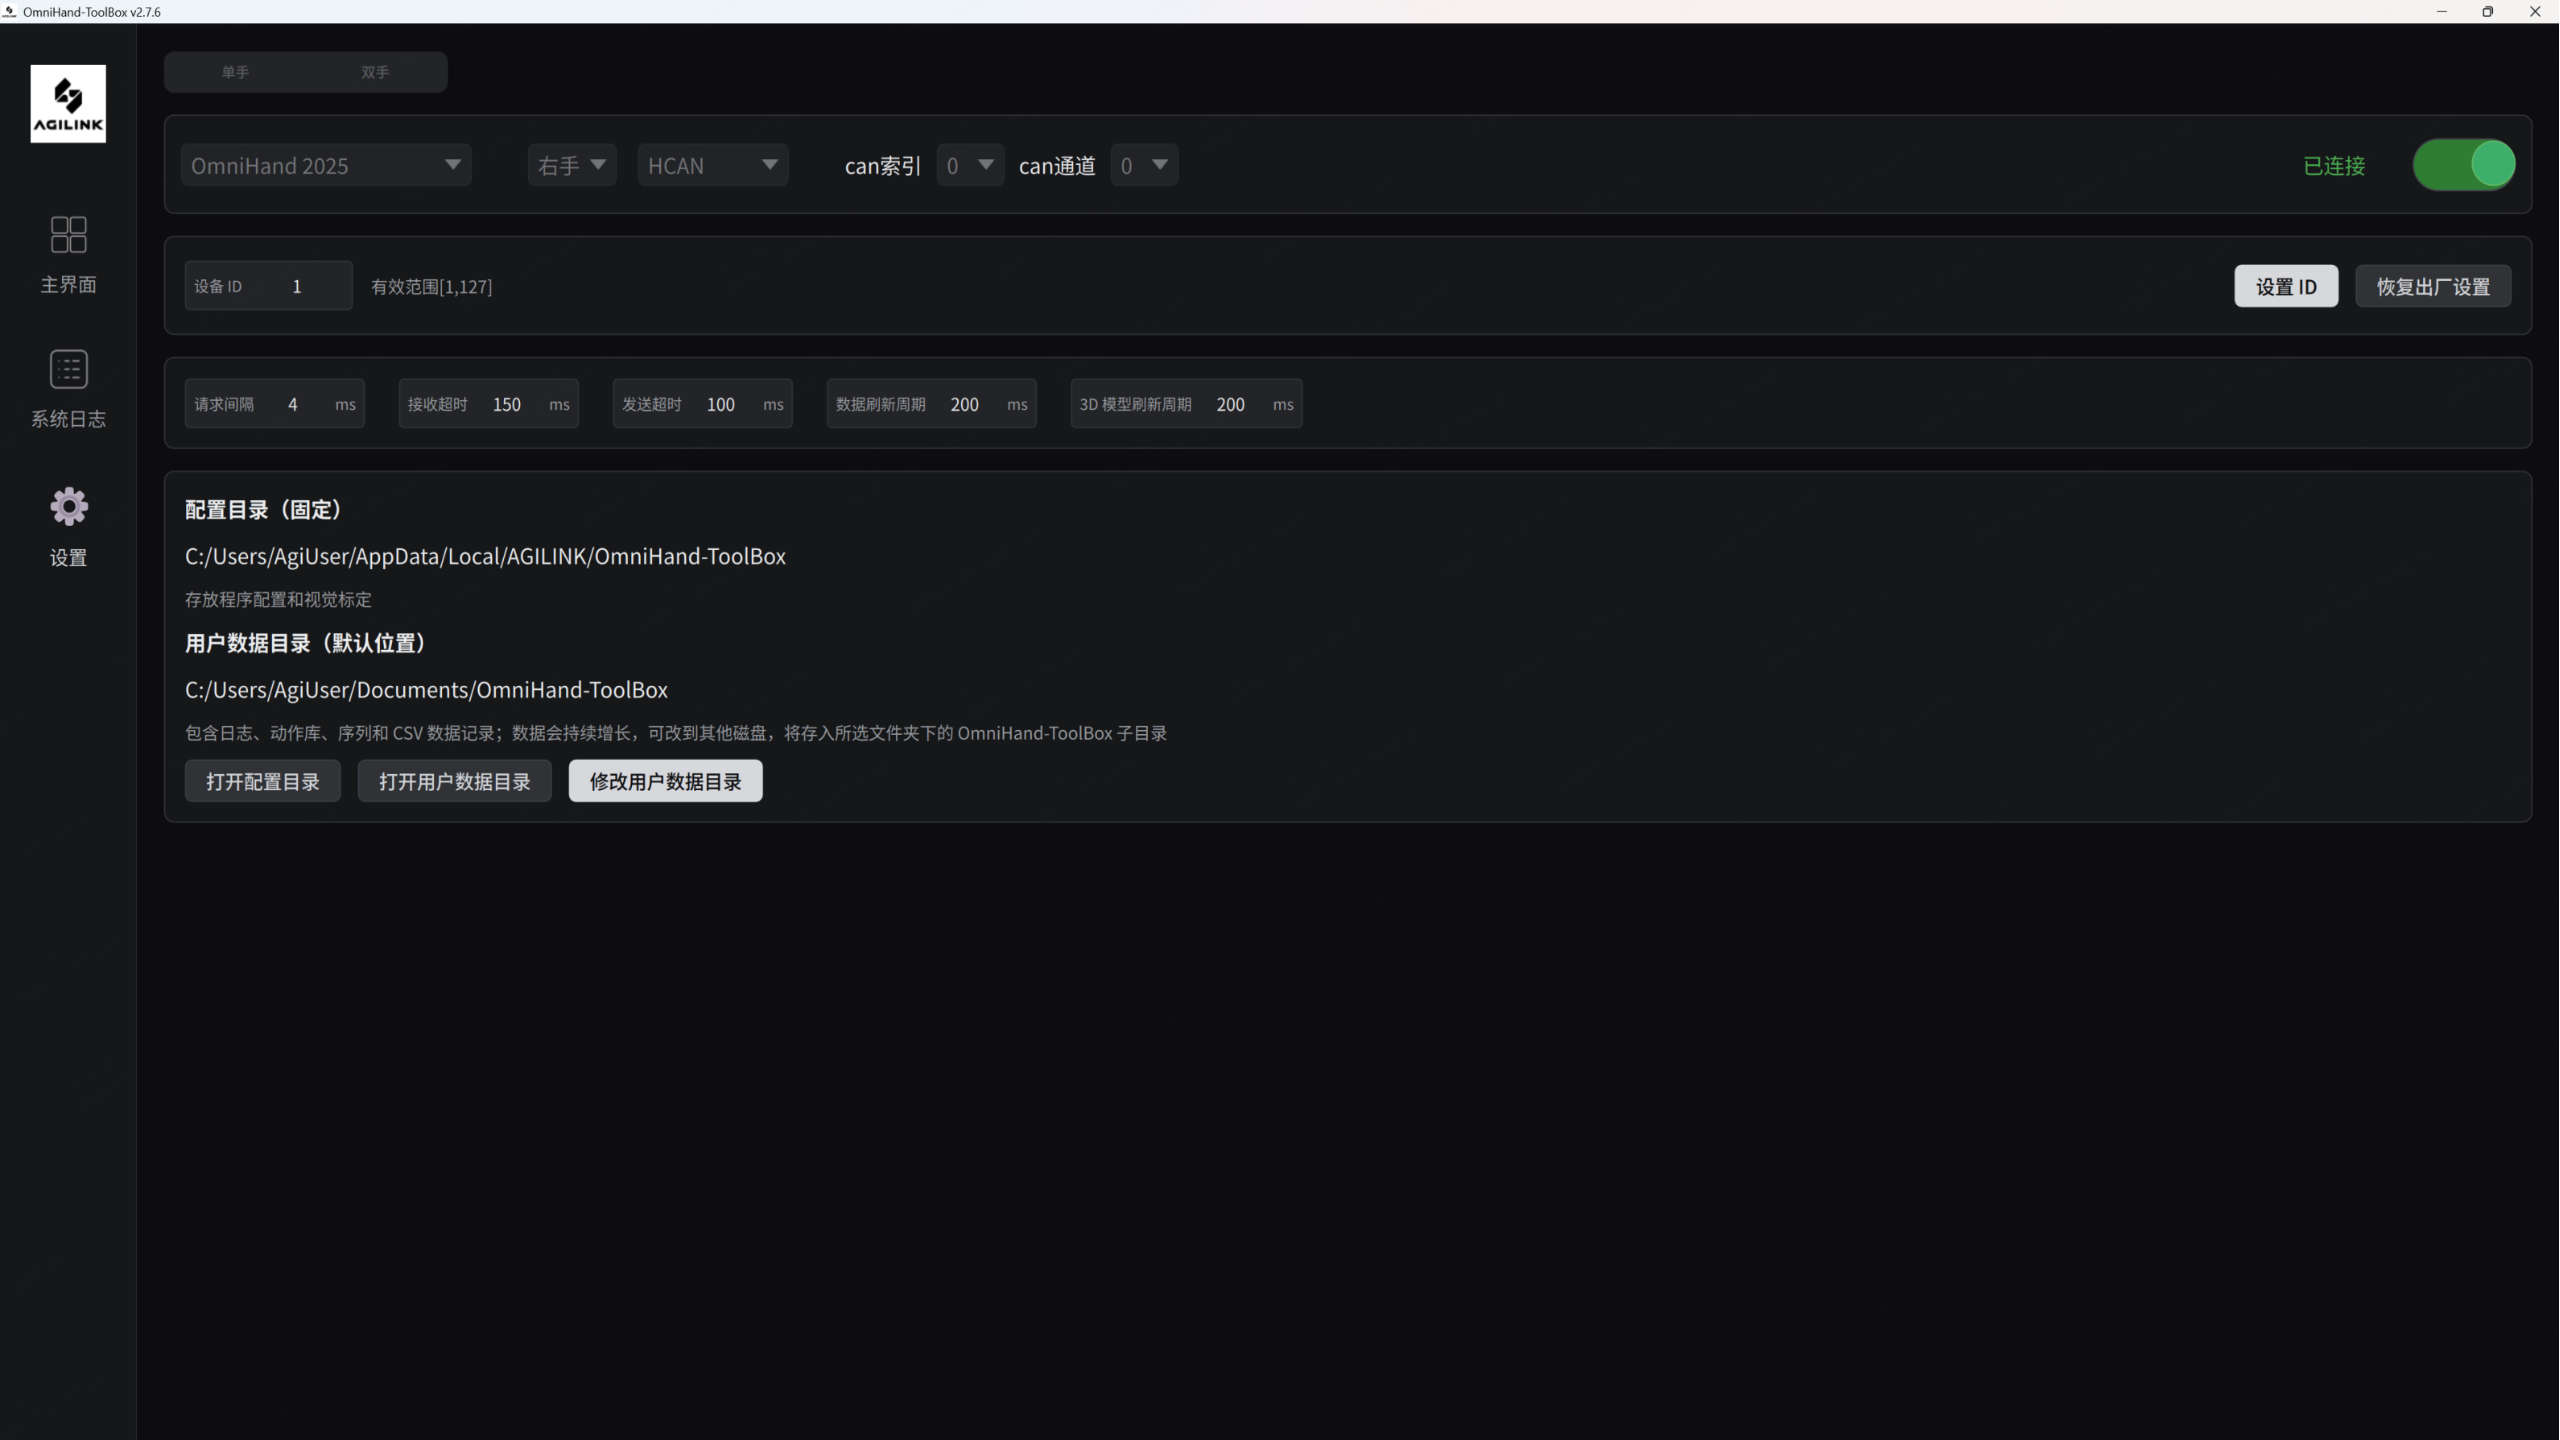 OmniHand-ToolBox v2.7.6
AGILINK
单手 双手
OmniHand 2025 右手 HCAN can索引 0 can通道 0 已连接
主界面
设备 ID 1 有效范围[1,127] 设置 ID 恢复出厂设置
系统日志
请求间隔 4 ms 接收超时 150 ms 发送超时 100 ms 数据刷新周期 200 ms 3D 模型刷新周期 200 ms
设置
配置目录（固定）
C:/Users/AgiUser/AppData/Local/AGILINK/OmniHand-ToolBox
存放程序配置和视觉标定
用户数据目录（默认位置）
C:/Users/AgiUser/Documents/OmniHand-ToolBox
包含日志、动作库、序列和 CSV 数据记录；数据会持续增长，可改到其他磁盘，将存入所选文件夹下的 OmniHand-ToolBox 子目录
打开配置目录 打开用户数据目录 修改用户数据目录